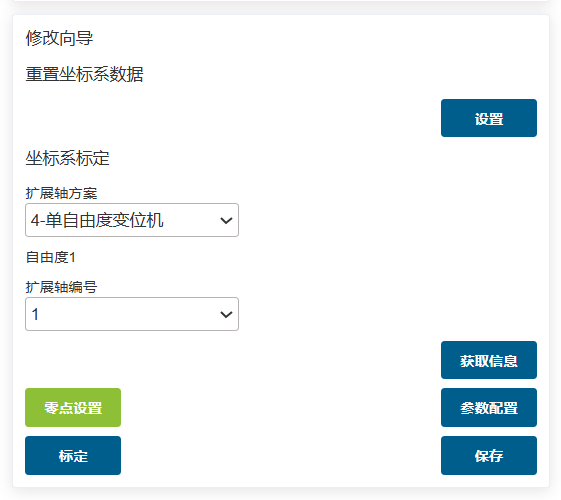 修改向导
重置坐标系数据
设置
坐标系标定
扩展轴方案
4-单自由度变位机
自由度1
扩展轴编号
1
获取信息
零点设置
参数配置
标定
保存